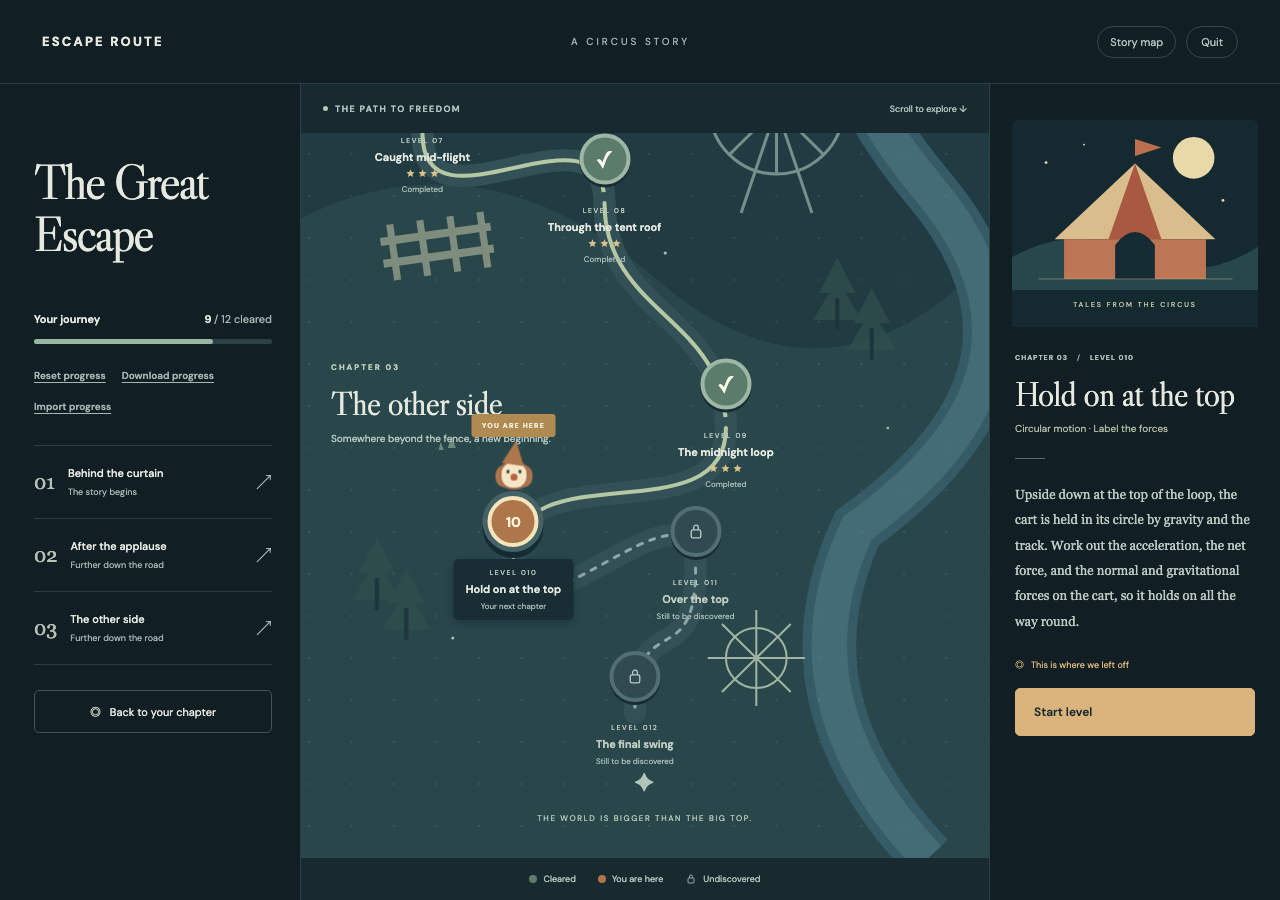 ESCAPE ROUTE
A CIRCUS STORY
Story map
Quit
The Great
Escape
Your journey
9 / 12 cleared
Reset progress
Download progress
Import progress
01
Behind the curtain
The story begins
02
After the applause
Further down the road
03
The other side
Further down the road
Back to your chapter
THE PATH TO FREEDOM
Scroll to explore ↓
LEVEL 07
Caught mid-flight
Completed
LEVEL 08
Through the tent roof
Completed
CHAPTER 03
The other side
Somewhere beyond the fence, a new beginning.
YOU ARE HERE
LEVEL 09
The midnight loop
Completed
10
LEVEL 010
Hold on at the top
Your next chapter
LEVEL 011
Over the top
Still to be discovered
LEVEL 012
The final swing
Still to be discovered
THE WORLD IS BIGGER THAN THE BIG TOP.
Cleared
You are here
Undiscovered
TALES FROM THE CIRCUS
CHAPTER 03 / LEVEL 010
Hold on at the top
Circular motion · Label the forces
Upside down at the top of the loop, the
cart is held in its circle by gravity and the
track. Work out the acceleration, the net
force, and the normal and gravitational
forces on the cart, so it holds on all the
way round.
This is where we left off
Start level